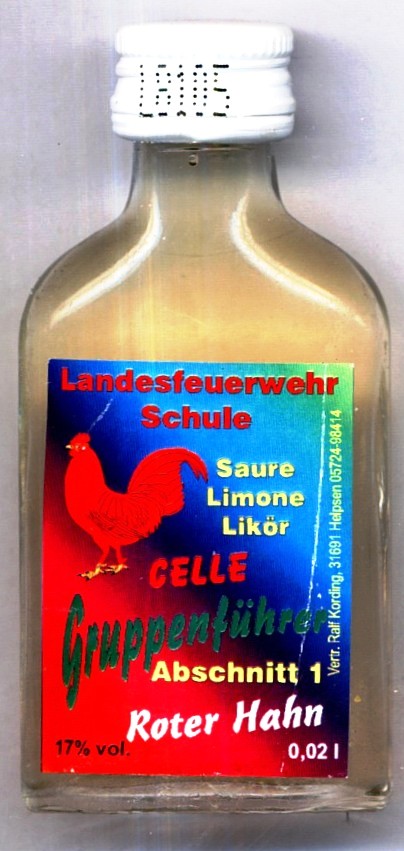 L6105
Landesfeuerwehr
Schule
Saure
Limone
Likör
CELLE
Gruppenführer
Abschnitt 1
Roter Hahn
17% vol.
0,02 l
Vertr. Ralf Kording, 31691 Helpsen 05724-98414